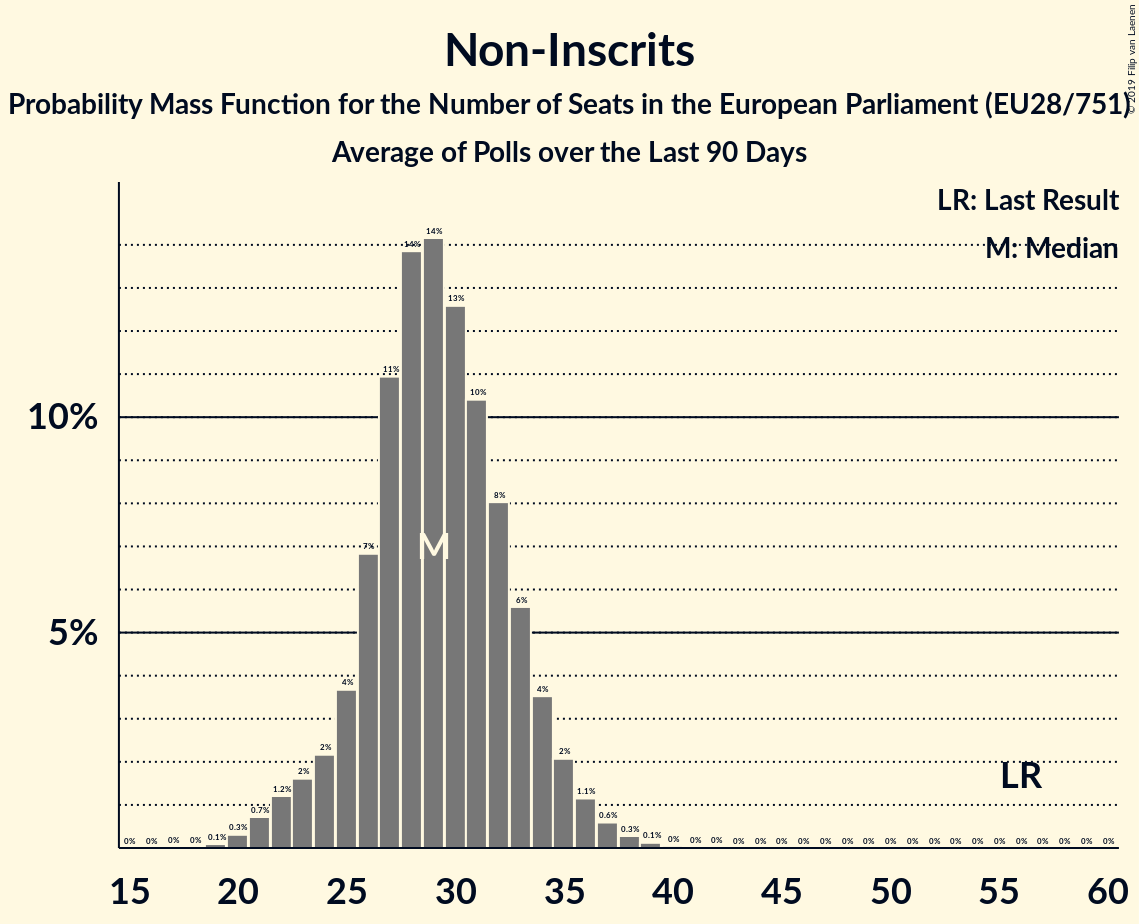 Non-Inscrits
Probability Mass Function for the Number of Seats in the European Parliament (EU28/751)
Average of Polls over the Last 90 Days
© 2019 Filip van Laenen
LR: Last Result
M: Median
10%
5%
0% 0% 0% 0% 0.1% 0.3% 0.7% 1.2% 2% 2% 4% 7% 11% 14% 14% 13% 10% 8% 6% 4% 2% 1.1% 0.6% 0.3% 0.1% 0% 0% 0% 0% 0% 0% 0% 0% 0% 0% 0% 0% 0% 0% 0% 0% 0% 0% 0% 0% 0%
M
LR
15 20 25 30 35 40 45 50 55 60